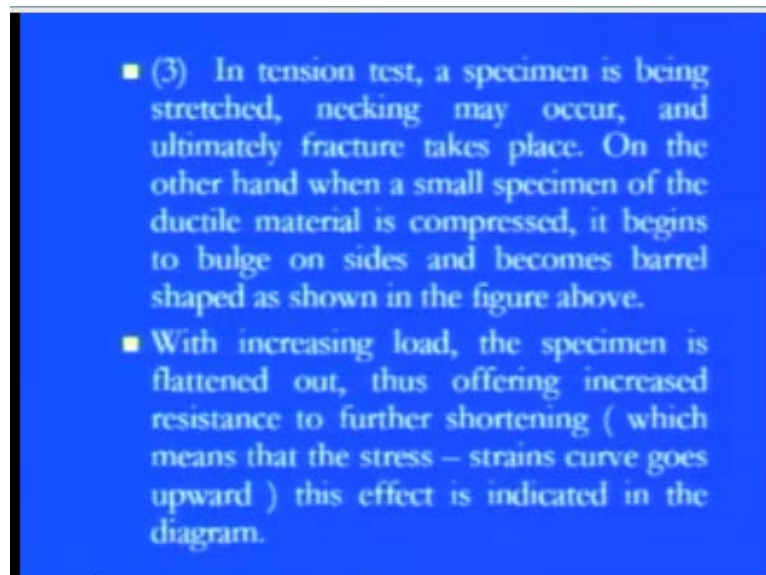 (3) In tension test, a specimen is being
stretched, necking may occur, and
ultimately fracture takes place. On the
other hand when a small specimen of the
ductile material is compressed, it begins
to bulge on sides and becomes barrel
shaped as shown in the figure above.
With increasing load, the specimen is
flattened out, thus offering increased
resistance to further shortening ( which
means that the stress – strains curve goes
upward ) this effect is indicated in the
diagram.